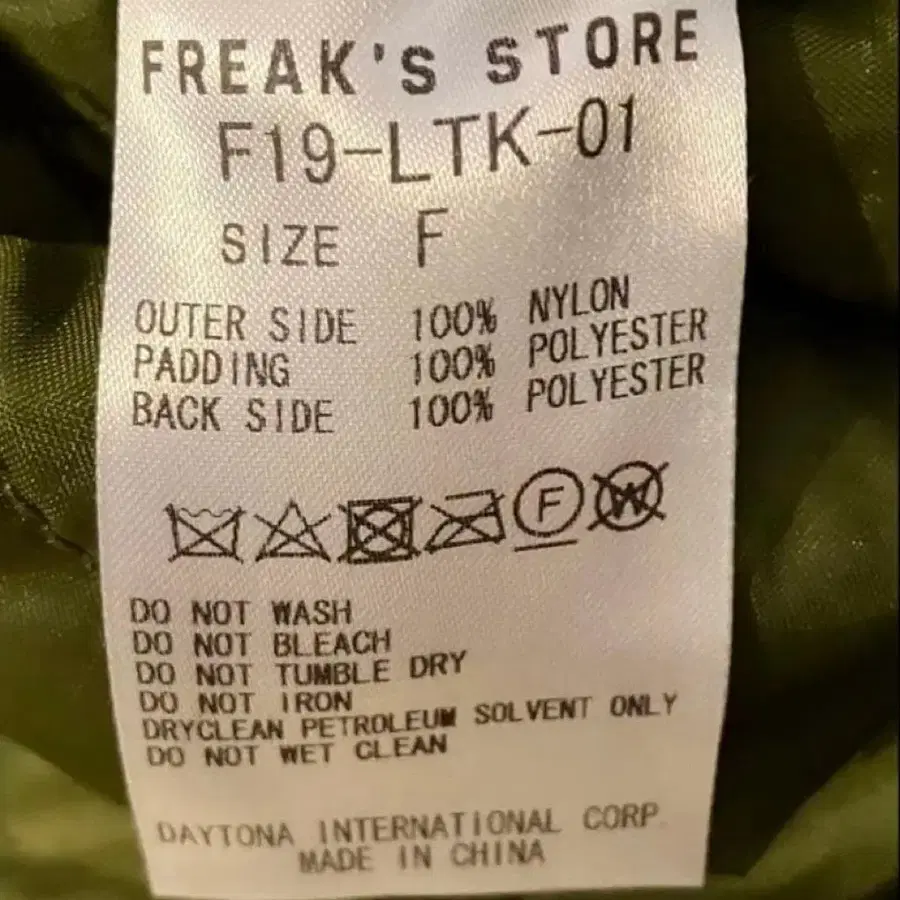 FREAK's STORE
F19-LTK-01
SIZE F
OUTER SIDE 100% NYLON
PADDING 100% POLYESTER
BACK SIDE 100% POLYESTER
F W
DO NOT WASH
DO NOT BLEACH
DO NOT TUMBLE DRY
DO NOT IRON
DRYCLEAN PETROLEUM SOLVENT ONLY
DO NOT WET CLEAN
DAYTONA INTERNATIONAL CORP.
MADE IN CHINA